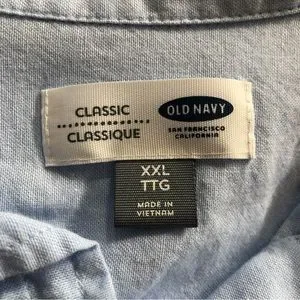 CLASSIC
CLASSIQUE
OLD NAVY
SAN FRANCISCO
CALIFORNIA
XXL
TTG
MADE IN
VIETNAM